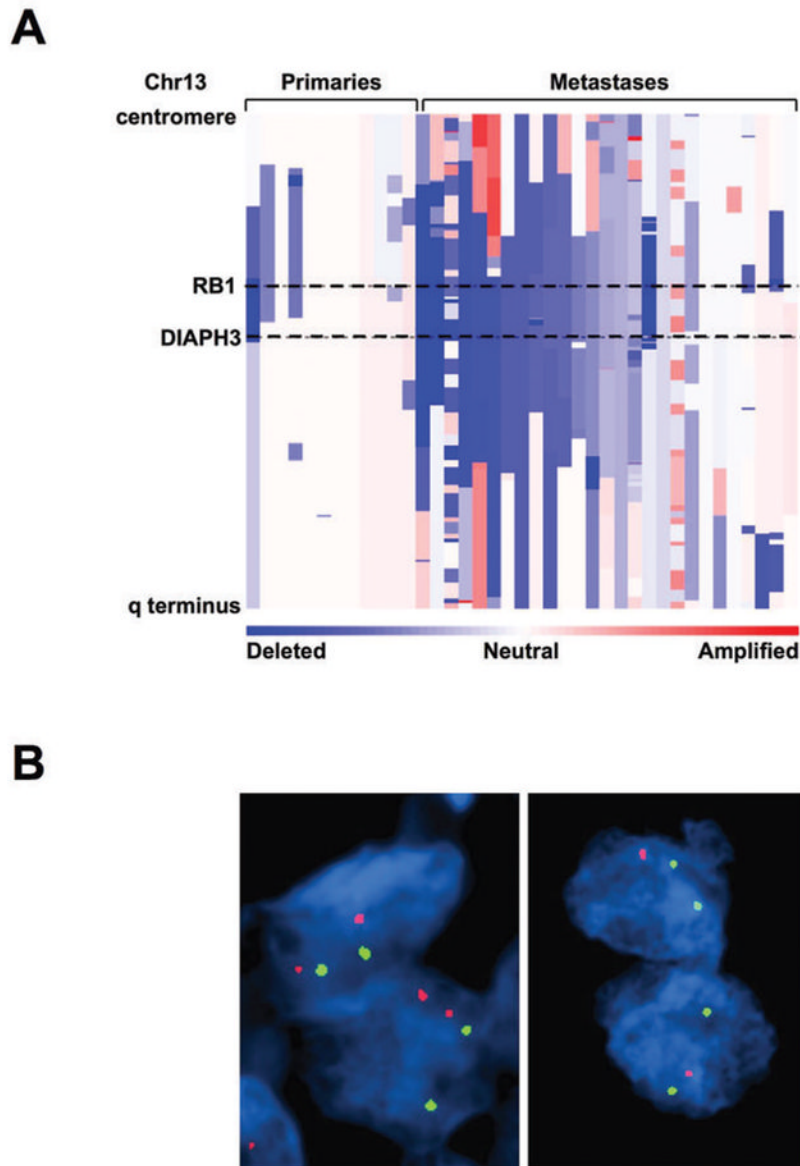 A
Chr13 Primaries Metastases
centromere
RB1
DIAPH3
q terminus
Deleted Neutral Amplified
B